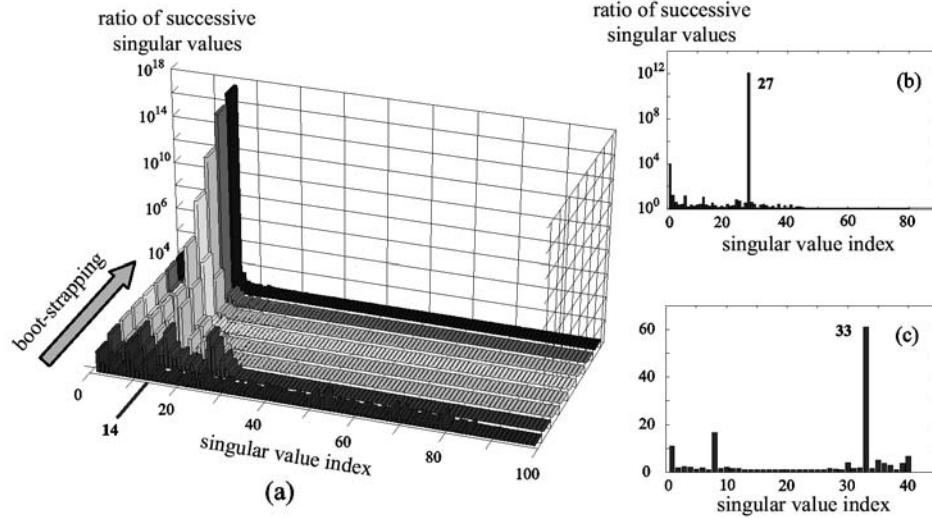 ratio of successive
singular values
10^18
10^14
10^10
10^6
10^4
boot-strapping
0
20
40
60
80
100
14
singular value index
(a)
ratio of successive
singular values
10^12
10^4
10^0
27
(b)
0 20 40 60 80
singular value index
60
40
20
0
33
(c)
0 10 20 30 40
singular value index